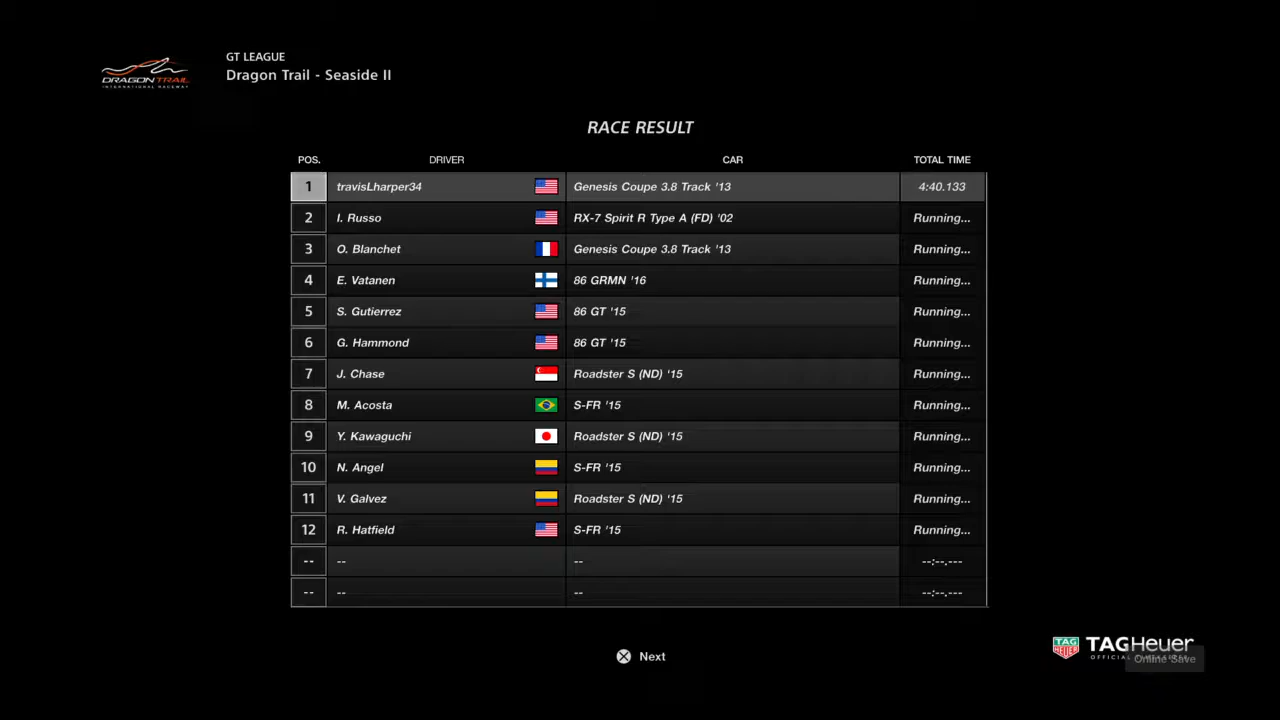 GT LEAGUE
Dragon Trail - Seaside II
DRAGON TRAIL
INTERNATIONAL RACEWAY
RACE RESULT
POS. DRIVER CAR TOTAL TIME
1 travisLharper34 Genesis Coupe 3.8 Track '13 4:40.133
2 I. Russo RX-7 Spirit R Type A (FD) '02 Running...
3 O. Blanchet Genesis Coupe 3.8 Track '13 Running...
4 E. Vatanen 86 GRMN '16 Running...
5 S. Gutierrez 86 GT '15 Running...
6 G. Hammond 86 GT '15 Running...
7 J. Chase Roadster S (ND) '15 Running...
8 M. Acosta S-FR '15 Running...
9 Y. Kawaguchi Roadster S (ND) '15 Running...
10 N. Angel S-FR '15 Running...
11 V. Galvez Roadster S (ND) '15 Running...
12 R. Hatfield S-FR '15 Running...
-- -- -- --:--.---
-- -- -- --:--.---
Next
TAG HEUER
TAGHeuer
OFFICIAL
Online Save